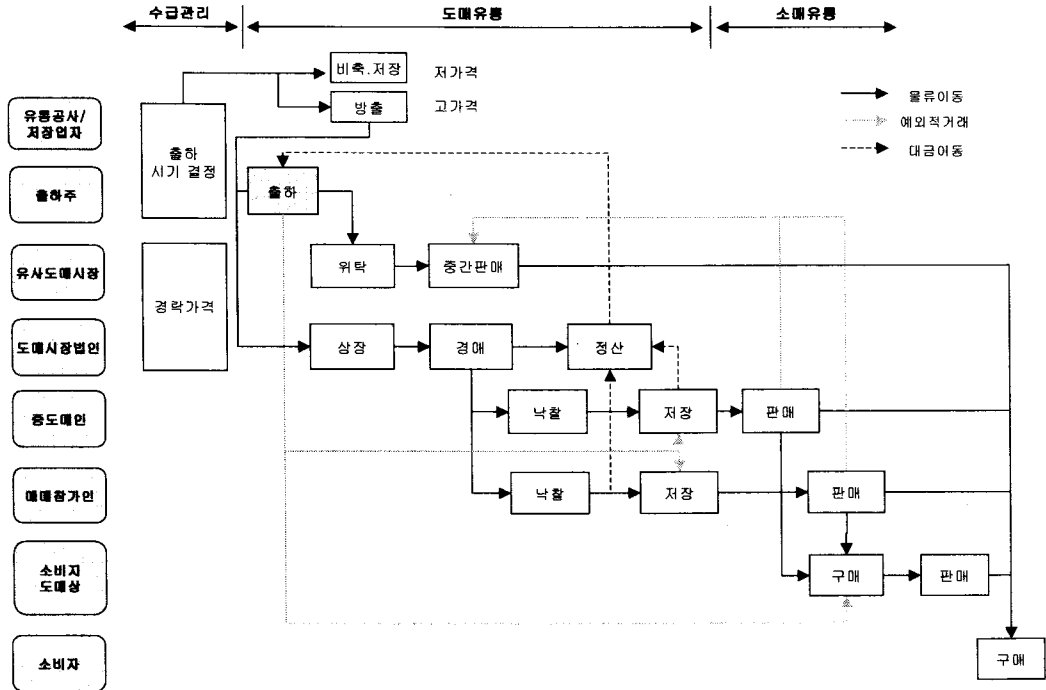 수급관리
도매유통
소매유통
비축.저장
저가격
방출
고가격
물류이동
예외적거래
대금이동
유통공사/
저장업자
출하
시기 결정
출하주
출하
유사도매시장
위탁
중간판매
경락가격
도매시장법인
상장
경매
정산
중도매인
낙찰
저장
판매
매매참가인
낙찰
저장
판매
소비지
도매상
구매
판매
소비자
구매